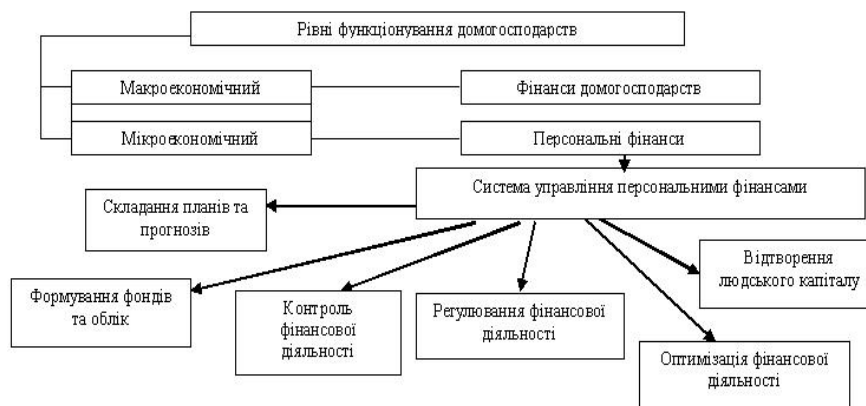 Рівні функціонування домогосподарств
Макроекономічний
Фінанси домогосподарств
Мікроекономічний
Персональні фінанси
Система управління персональними фінансами
Складання планів та
прогнозів
Відтворення
людського капіталу
Формування фондів
та облік
Контроль
фінансової
діяльності
Регулювання фінансової
діяльності
Оптимізація фінансової
діяльності